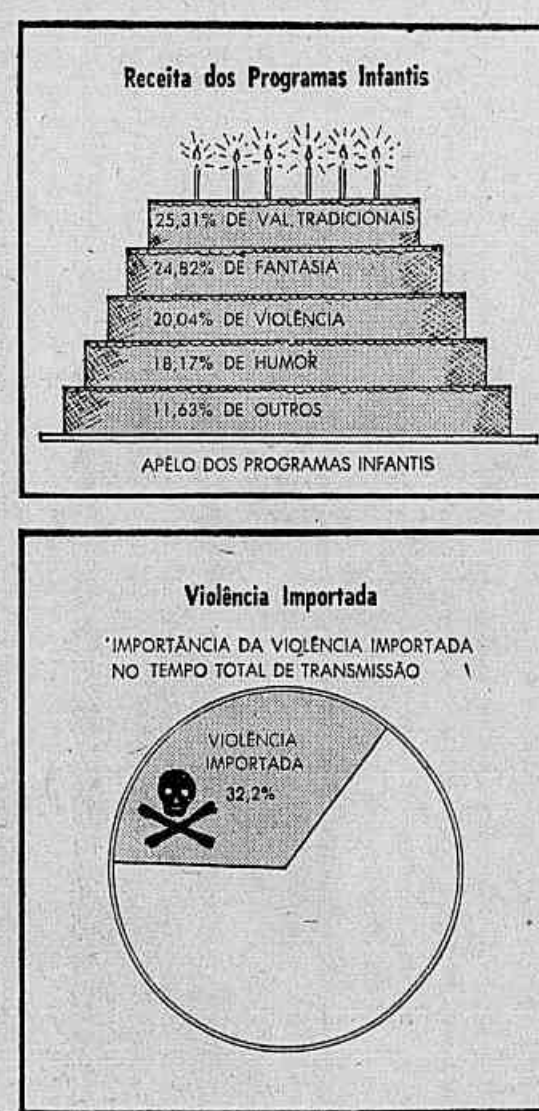 Receita dos Programas Infantis
25,31% DE VAL. TRADICIONAIS
24,82% DE FANTASIA
20,04% DE VIOLÊNCIA
18,17% DE HUMOR
11,63% DE OUTROS
APÊLO DOS PROGRAMAS INFANTIS
Violência Importada
IMPORTÂNCIA DA VIOLÊNCIA IMPORTADA
NO TEMPO TOTAL DE TRANSMISSÃO
VIOLÊNCIA
IMPORTADA
32,2%